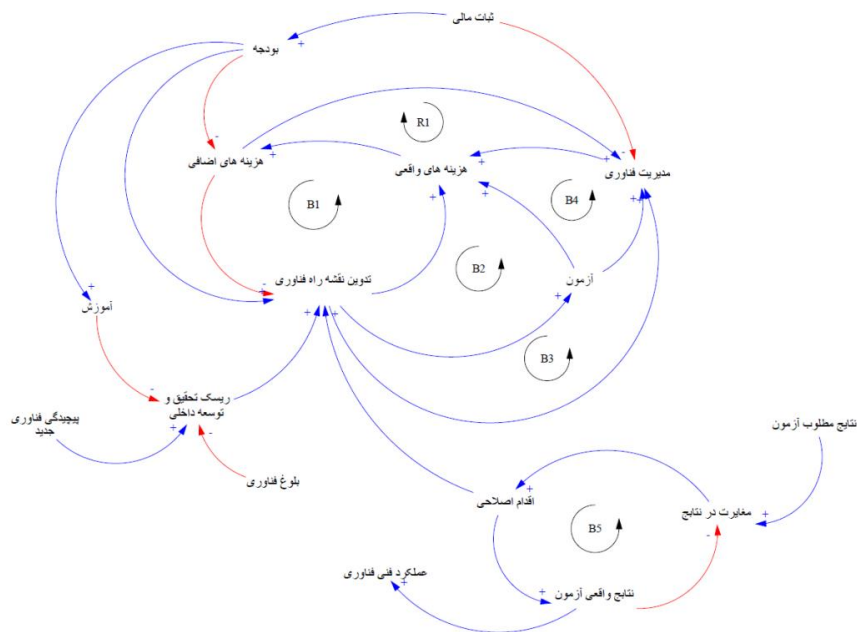 ثبات مالی
بودجه
R1
هزینه های اضافی
هزینه های واقعی
مدیریت فناوری
B4
B1
B2
تدوین نقشه راه فناوری
آزمون
آموزش
B3
ریسک تحقیق و
توسعه داخلی
پیچیدگی فناوری
جدید
نتایج مطلوب آزمون
بلوغ فناوری
اقدام اصلاحی
مغایرت در نتایج
B5
عملکرد فنی فناوری
نتایج واقعی آزمون